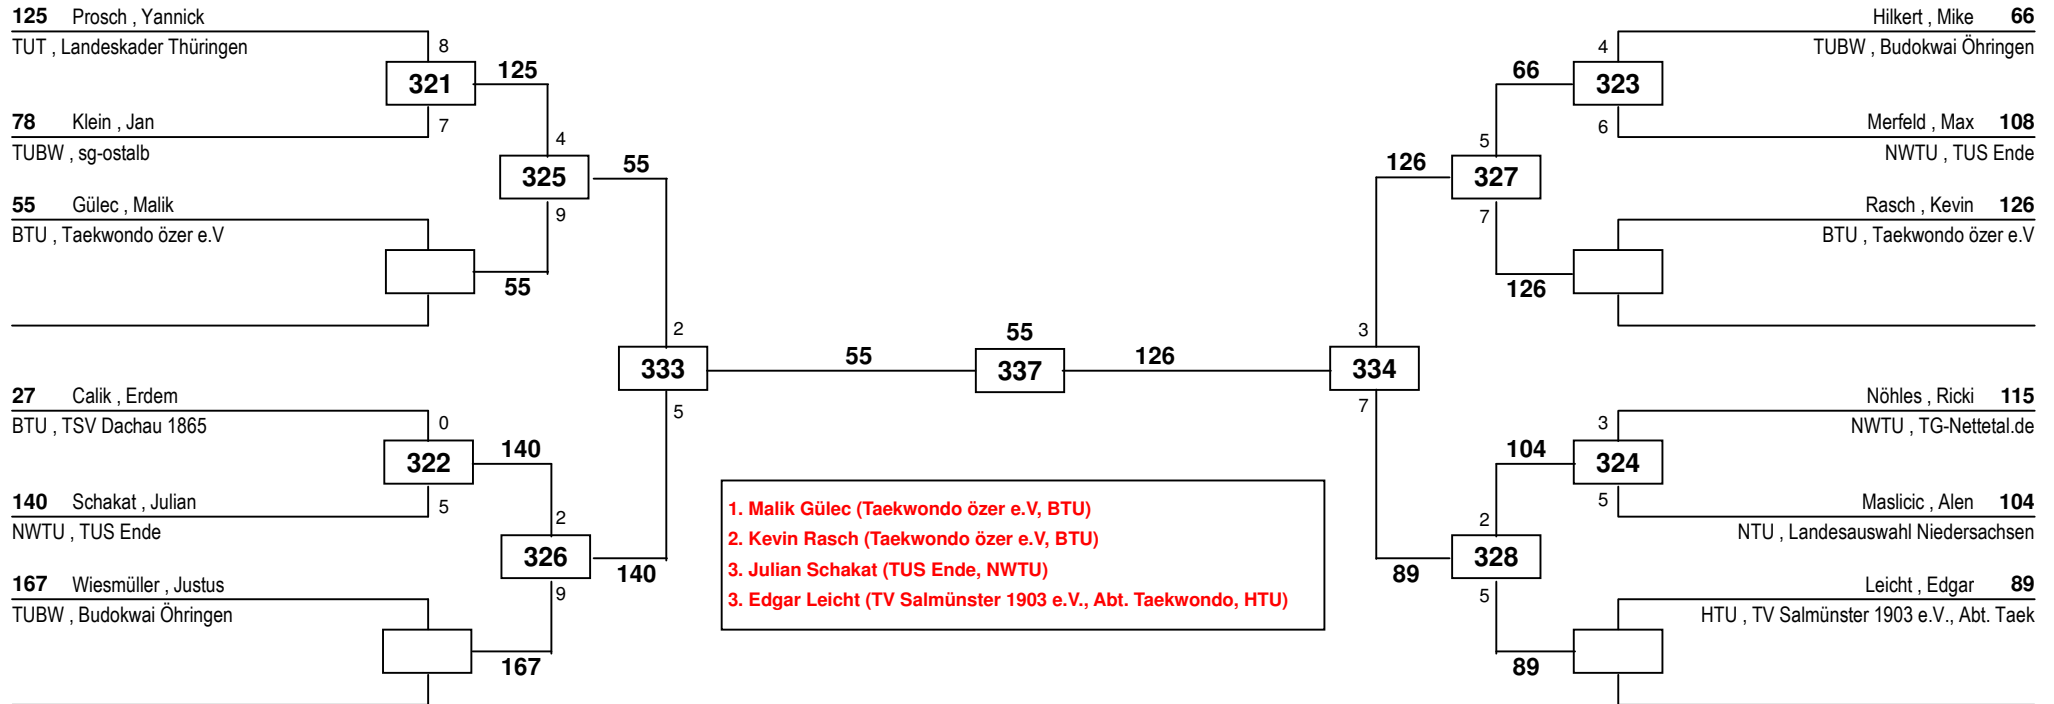 125 Prosch , Yannick
TUT , Landeskader Thüringen
8
321
125
78 Klein , Jan
7
TUBW , sg-ostalb
4
325
55
55 Gülec , Malik
9
BTU , Taekwondo özer e.V
55
2
333
55
5
27 Calik , Erdem
BTU , TSV Dachau 1865
0
322
140
140 Schakat , Julian
5
NWTU , TUS Ende
2
326
140
167 Wiesmüller , Justus
9
TUBW , Budokwai Öhringen
167
55
337
126
1. Malik Gülec (Taekwondo özer e.V, BTU)
2. Kevin Rasch (Taekwondo özer e.V, BTU)
3. Julian Schakat (TUS Ende, NWTU)
3. Edgar Leicht (TV Salmünster 1903 e.V., Abt. Taekwondo, HTU)
Hilkert , Mike 66
4
TUBW , Budokwai Öhringen
66
323
Merfeld , Max 108
6
NWTU , TUS Ende
5
126
327
Rasch , Kevin 126
7
BTU , Taekwondo özer e.V
126
3
334
7
Nöhles , Ricki 115
3
NWTU , TG-Nettetal.de
104
324
Maslicic , Alen 104
5
NTU , Landesauswahl Niedersachsen
2
328
89
5
Leicht , Edgar 89
HTU , TV Salmünster 1903 e.V., Abt. Taek
89